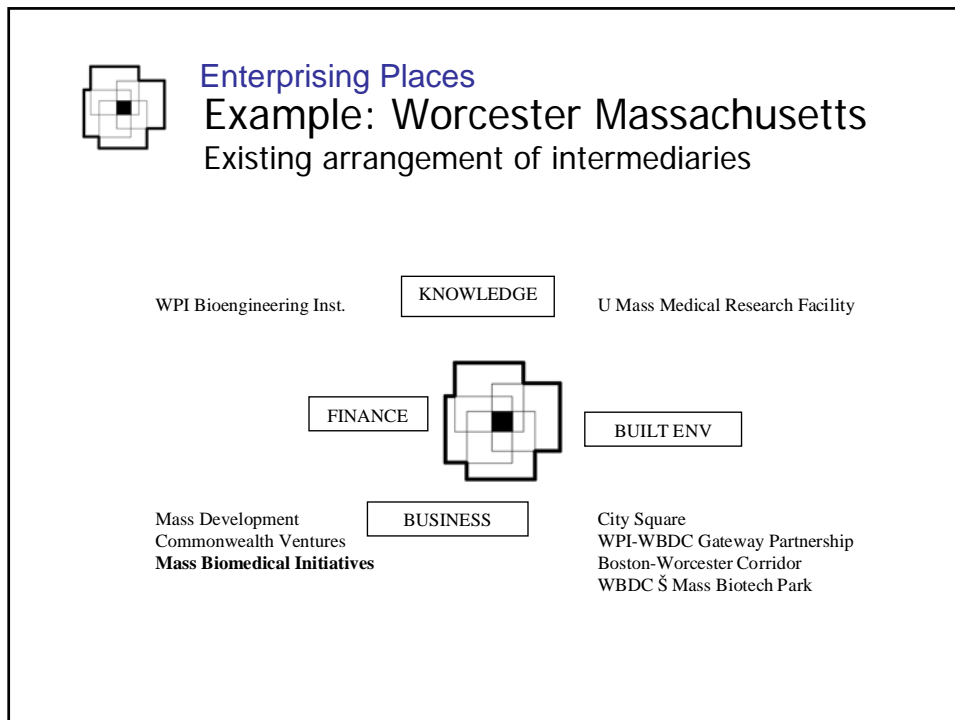 Enterprising Places
Example: Worcester Massachusetts
Existing arrangement of intermediaries
KNOWLEDGE
WPI Bioengineering Inst.
U Mass Medical Research Facility
FINANCE
BUILT ENV
BUSINESS
Mass Development
Commonwealth Ventures
Mass Biomedical Initiatives
City Square
WPI-WBDC Gateway Partnership
Boston-Worcester Corridor
WBDC Š Mass Biotech Park